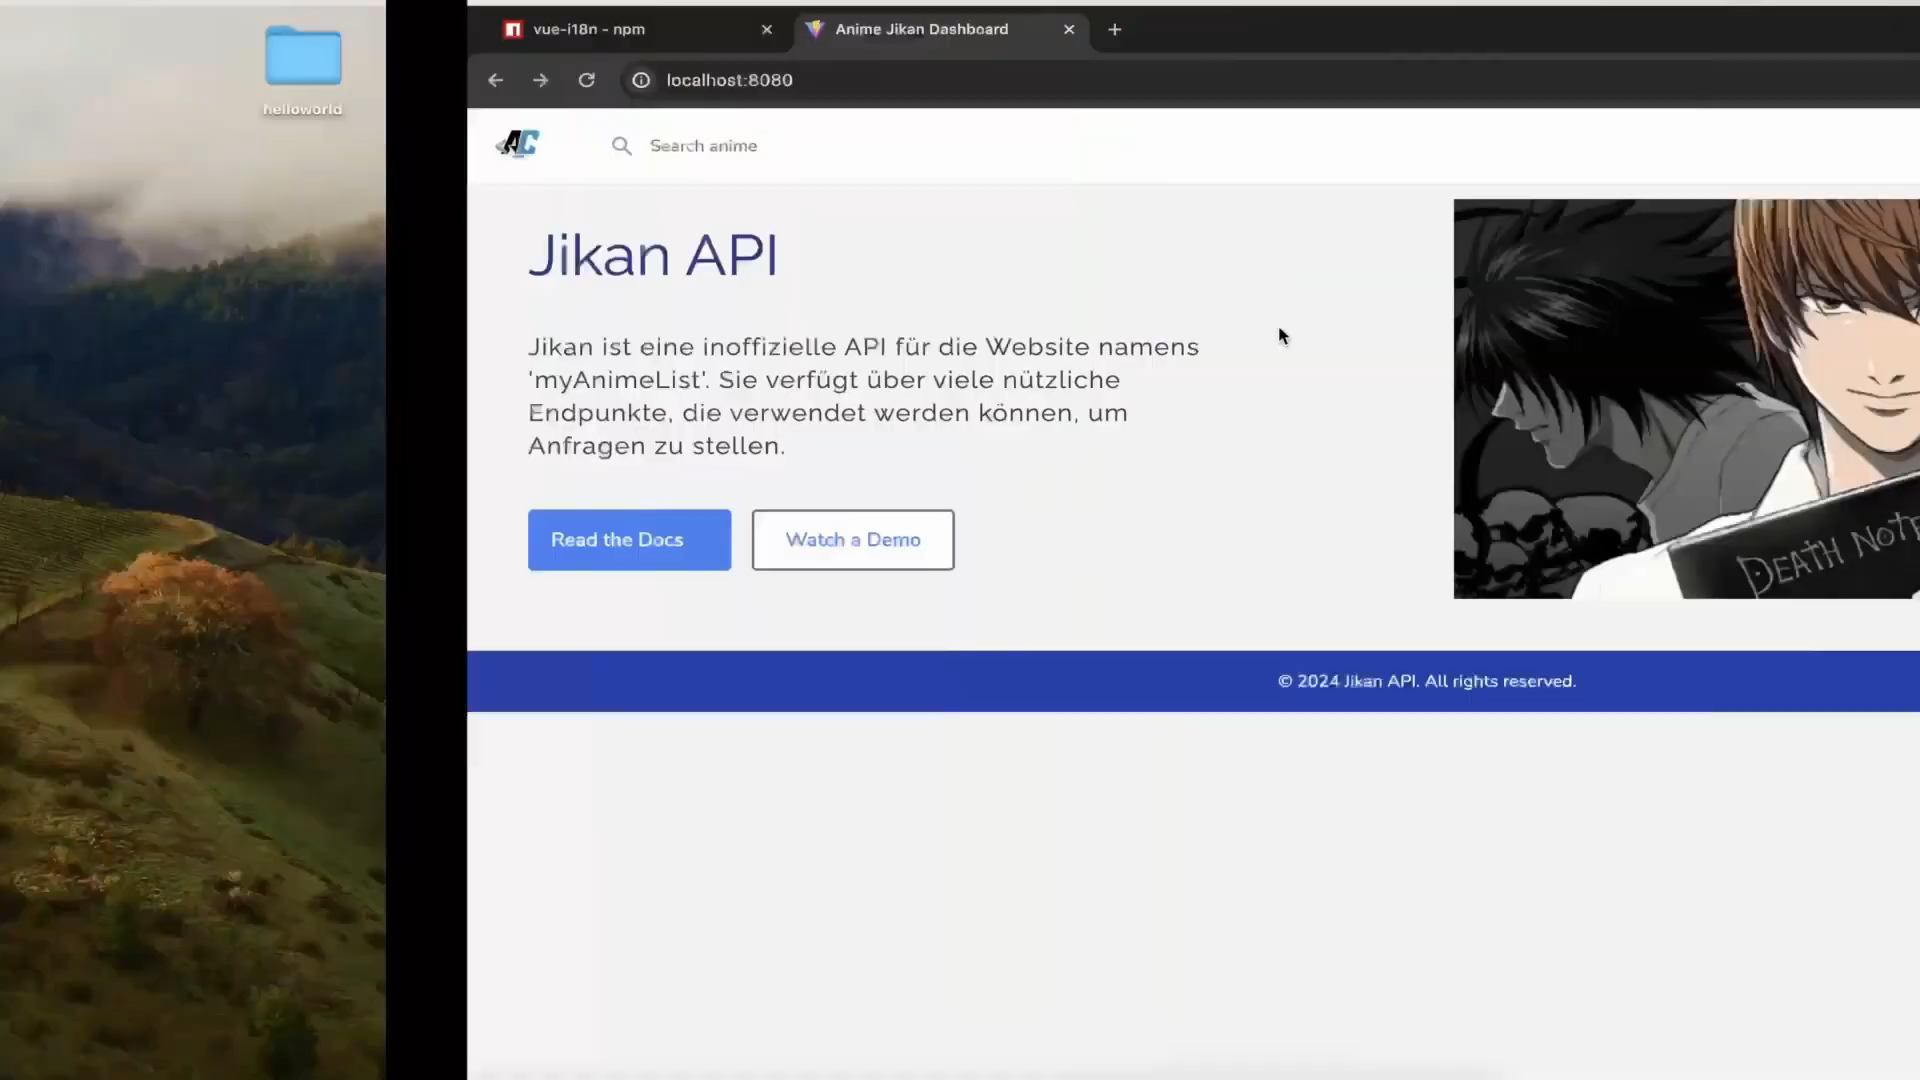 helloworld
vue-i18n - npm
Anime Jikan Dashboard
localhost:8080
AC
Search anime
Jikan API
Jikan ist eine inoffizielle API für die Website namens
'myAnimeList'. Sie verfügt über viele nützliche
Endpunkte, die verwendet werden können, um
Anfragen zu stellen.
Read the Docs
Watch a Demo
DEATH NOTE
© 2024 Jikan API. All rights reserved.